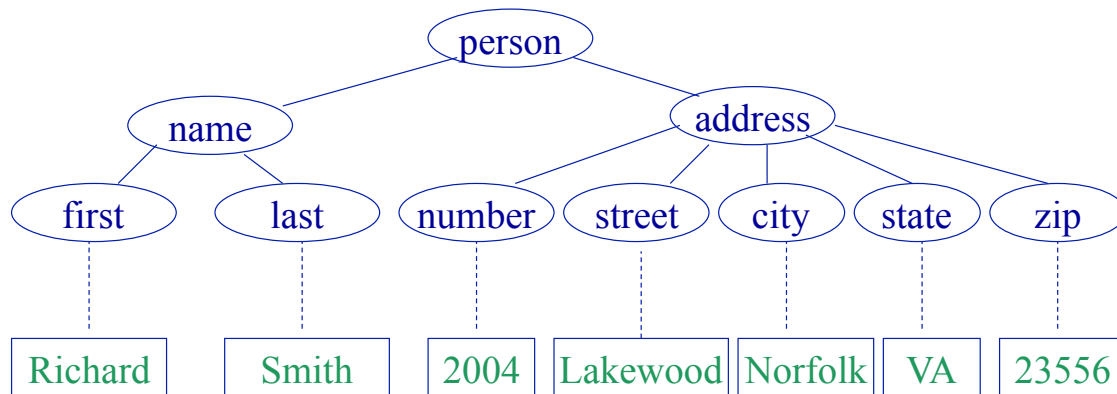 person
name
address
first last number street city state zip
Richard Smith 2004 Lakewood Norfolk VA 23556